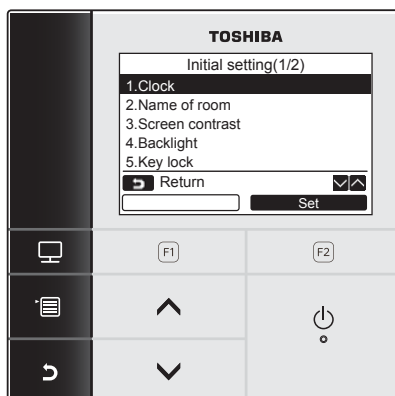 TOSHIBA
Initial setting(1/2)
1.Clock
2.Name of room
3.Screen contrast
4.Backlight
5.Key lock
Return
Set
F1
F2